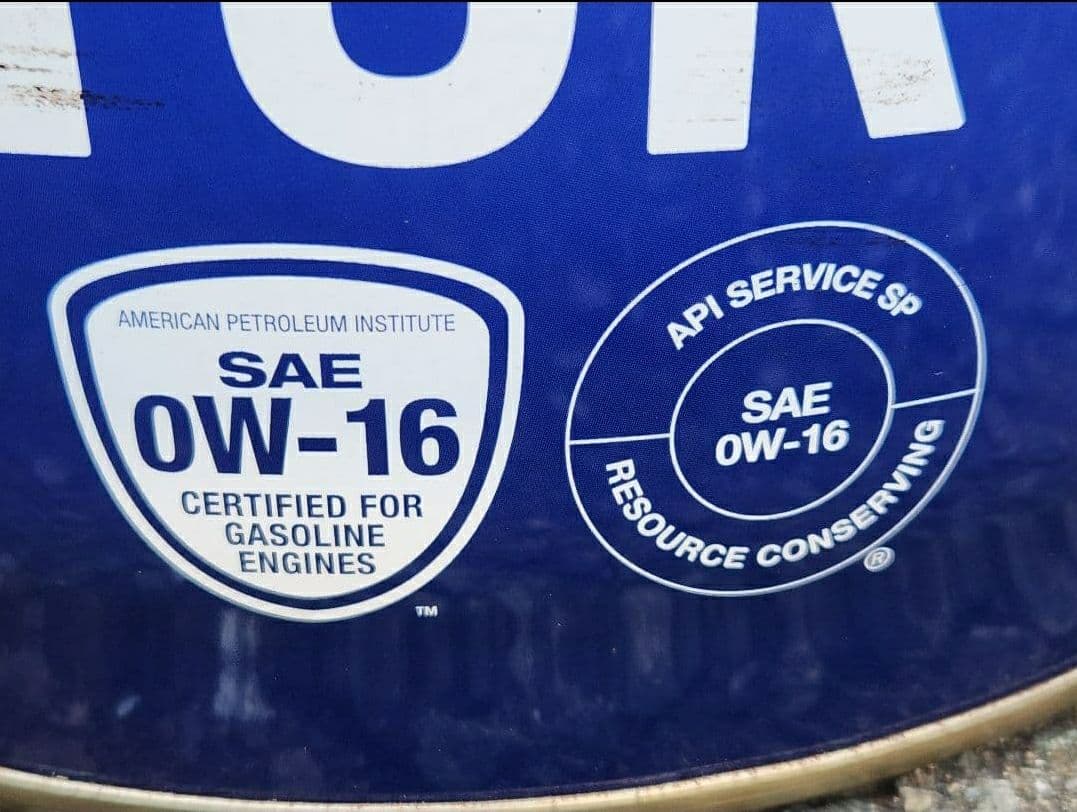 AMERICAN PETROLEUM INSTITUTE
SAE
0W-16
CERTIFIED FOR
GASOLINE
ENGINES
TM
API SERVICE SP
SAE
0W-16
RESOURCE CONSERVING
®